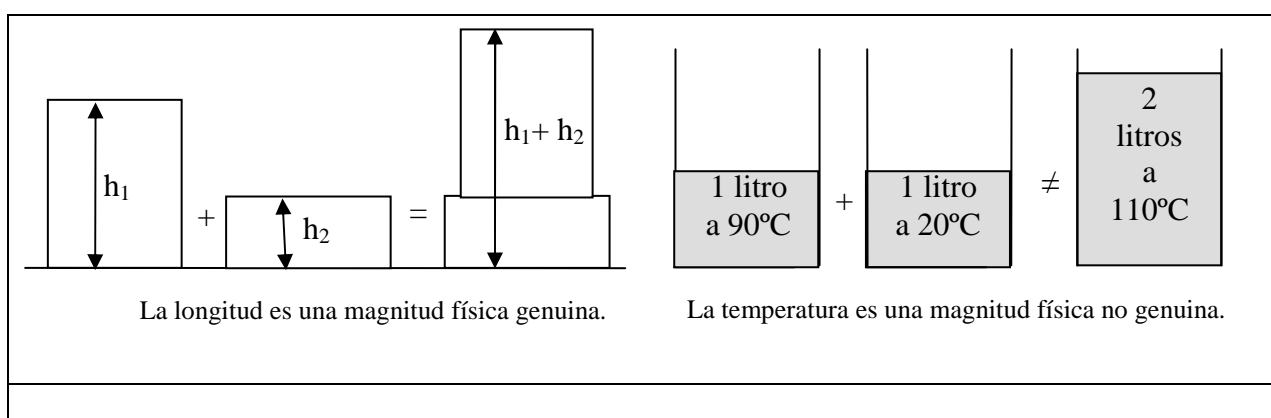 h₁
+
h₂
=
h₁+ h₂
1 litro
a 90ºC
+
1 litro
a 20ºC
≠
2
litros
a
110ºC
La longitud es una magnitud física genuina.
La temperatura es una magnitud física no genuina.